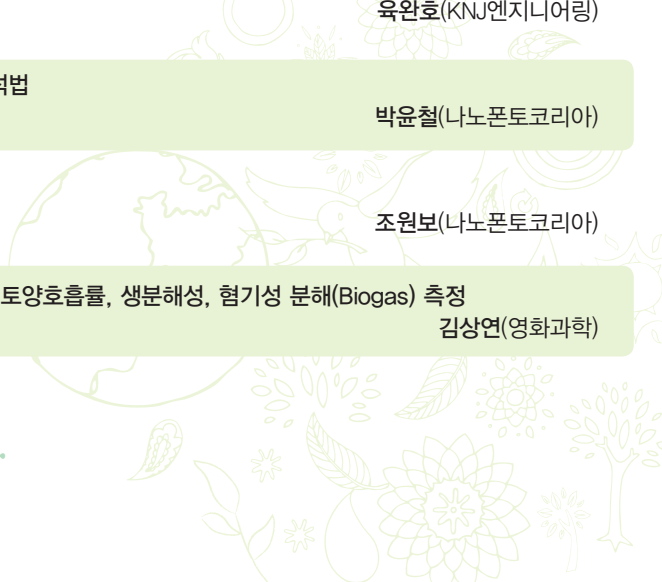 육완호(KNJ엔지니어링)
석법
박윤철(나노폰토코리아)
조원보(나노폰토코리아)
토양호흡률, 생분해성, 혐기성 분해(Biogas) 측정
김상연(영화과학)